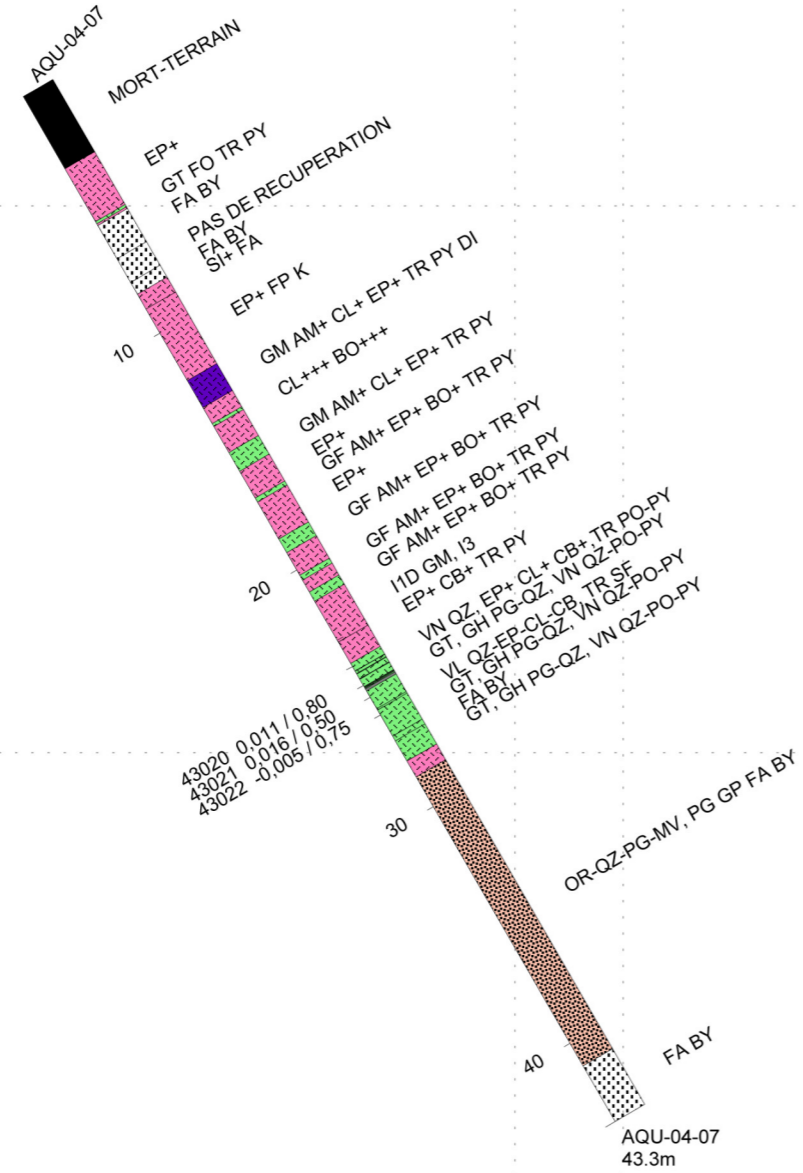 AQU-04-07
MORT-TERRAIN
EP+
GT FO TR PY
FA BY
PAS DE RECUPERATION
FA BY
SI+ FA
EP+ FP K
10
GM AM+ CL+ EP+ TR PY DI
CL+++ BO+++
GM AM+ CL+ EP+ TR PY
EP+
GF AM+ EP+ BO+ TR PY
EP+
GF AM+ EP+ BO+ TR PY
GF AM+ EP+ BO+ TR PY
GF AM+ EP+ BO+ TR PY
20
I1D GM, I3
EP+ CB+ TR PY
VN QZ, EP+ CL+ CB+, TR PO-PY
GT, GH PG-QZ, VN QZ-PO-PY
VL QZ-EP-CL-CB, TR SF
GT, GH PG-QZ, VN QZ-PO-PY
FA BY
GT, GH PG-QZ, VN QZ-PO-PY
43020 0,011 / 0,80
43021 0,016 / 0,50
43022 -0,005 / 0,75
30
OR-QZ-PG-MV, PG GP FA BY
40
FA BY
AQU-04-07
43.3m